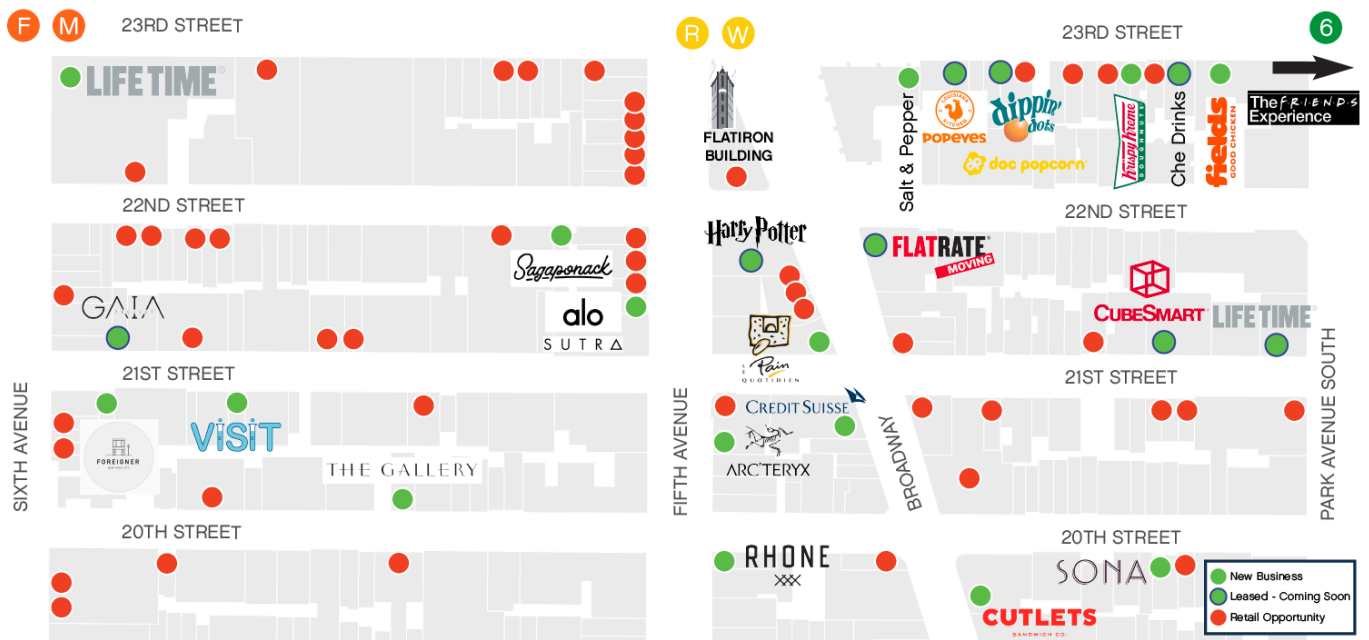 F M
23RD STREET
R W
23RD STREET
6
LIFE TIME
FLATIRON
BUILDING
Salt & Pepper
LOUISIANA
KITCHEN
POPEYES
dippin'
dots
doc popcorn
Krispy Kreme
DOUGHNUTS
Che Drinks
fields
GOOD CHICKEN
The F·R·I·E·N·D·S
Experience
22ND STREET
22ND STREET
Harry Potter
FLATRATE
MOVING
Sagaponack
GAIA
alo
SUTRA
CUBESMART
LIFE TIME
LE
Pain
QUOTIDIEN
21ST STREET
21ST STREET
SIXTH AVENUE
FIFTH AVENUE
BROADWAY
PARK AVENUE SOUTH
CREDIT SUISSE
ARC'TERYX
FOREIGNER
VISIT
THE GALLERY
20TH STREET
20TH STREET
RHONE
SONA
CUTLETS
SANDWICH CO.
New Business
Leased - Coming Soon
Retail Opportunity